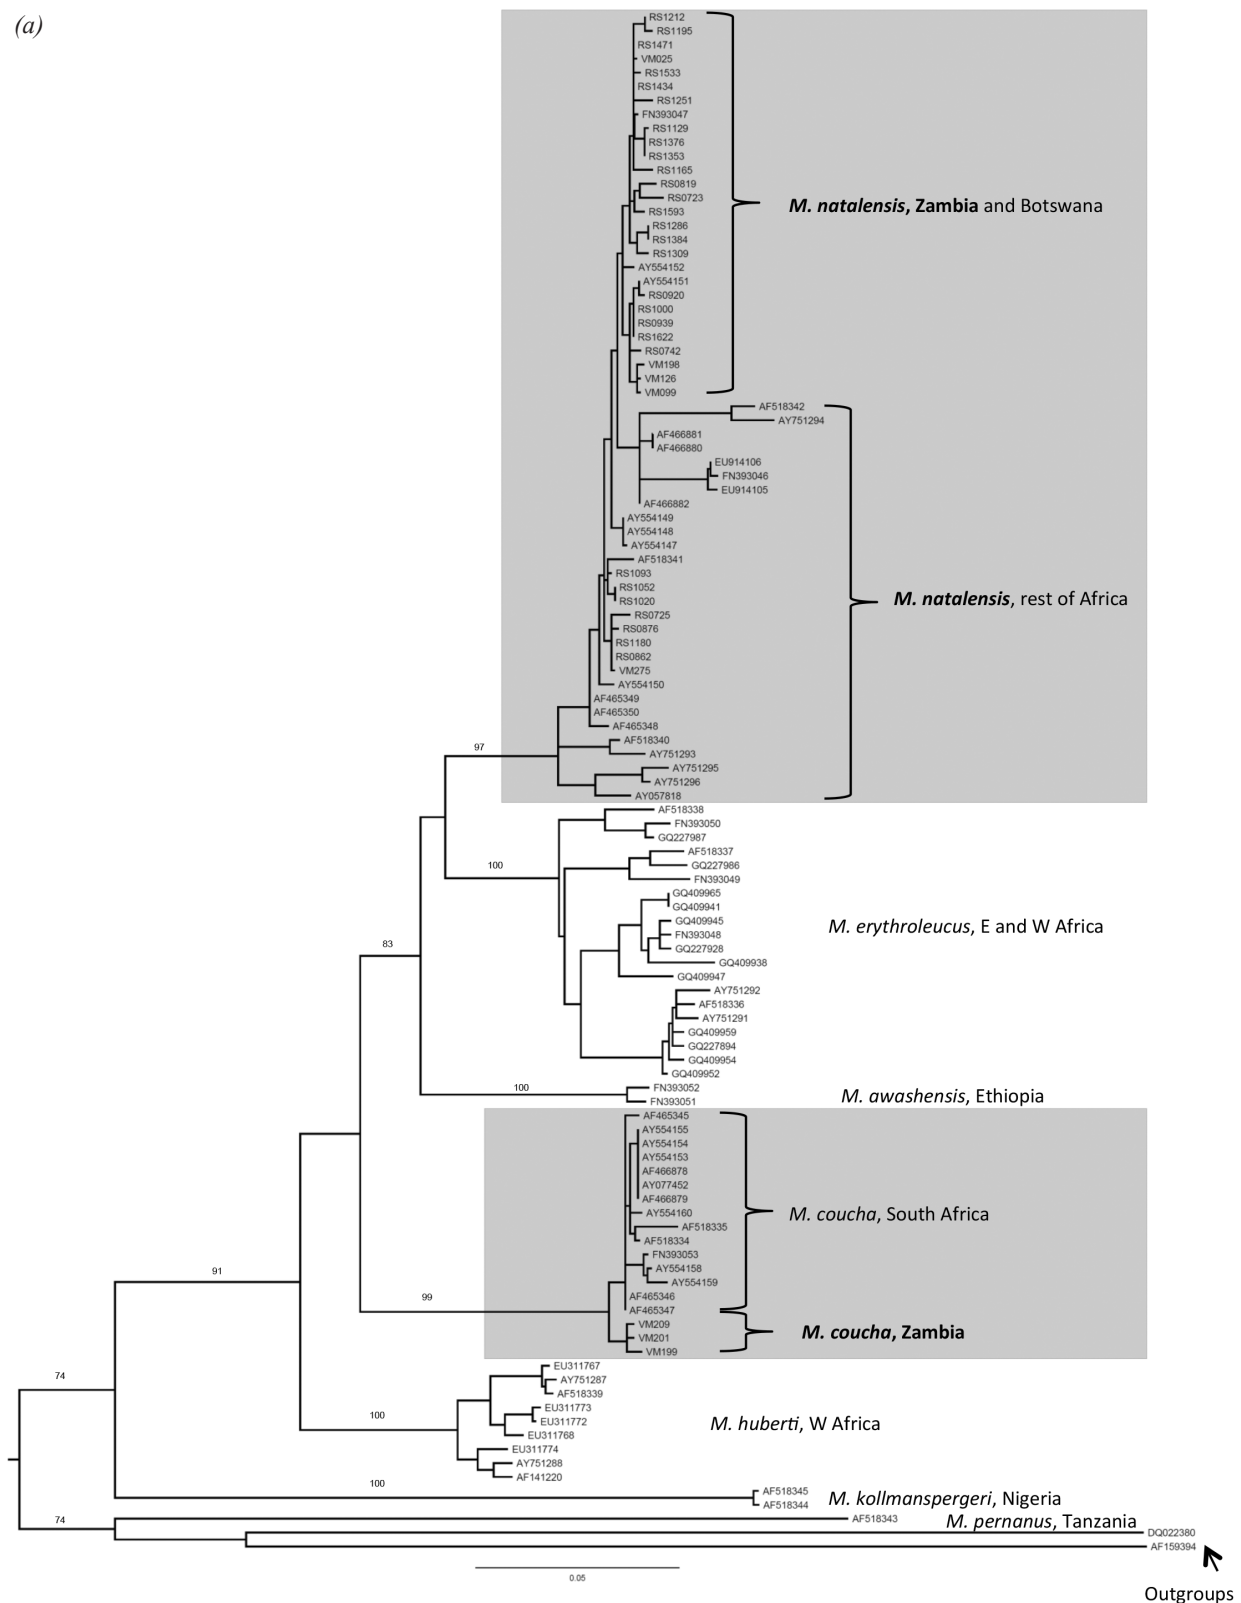 (a)
RS1212
RS1195
RS1471
VM025
RS1533
RS1434
RS1251
FN393047
RS1129
RS1376
RS1353
RS1165
RS0819
RS0723
RS1593
M. natalensis, Zambia and Botswana
RS1286
RS1384
RS1309
AY554152
AY554151
RS0920
RS1000
RS0939
RS1622
RS0742
VM198
VM126
VM099
AF518342
AY751294
AF466881
AF466880
EU914106
FN393046
EU914105
AF466882
AY554149
AY554148
AY554147
AF518341
RS1093
RS1052
RS1020
M. natalensis, rest of Africa
RS0725
RS0876
RS1180
RS0862
VM275
AY554150
AF465349
AF465350
AF465348
AF518340
97
AY751293
AY751295
AY751296
AY057818
AF518338
FN393050
GQ227987
AF518337
100
GQ227986
FN393049
GQ409965
GQ409941
GQ409945
M. erythroleucus, E and W Africa
FN393048
83
GQ227928
GQ409938
GQ409947
AY751292
AF518336
AY751291
GQ409959
GQ227894
GQ409954
GQ409952
100
FN393052
M. awashensis, Ethiopia
FN393051
AF465345
AY554155
AY554154
AY554153
AF466878
AY077452
AF466879
AY554160
M. coucha, South Africa
AF518335
AF518334
FN393053
91
AY554158
AY554159
99
AF465346
AF465347
VM209
M. coucha, Zambia
VM201
VM199
EU311767
74
AY751287
AF518339
EU311773
100
EU311772
M. huberti, W Africa
EU311768
EU311774
AY751288
AF141220
100
AF518345
M. kollmanspergeri, Nigeria
AF518344
74
AF518343
M. pernanus, Tanzania
DQ022380
AF159394
0.05
Outgroups